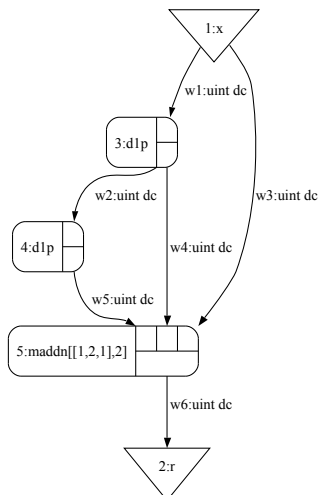 1:x
w1:uint dc
3:d1p
w2:uint dc
w4:uint dc
w3:uint dc
4:d1p
w5:uint dc
5:maddn[[1,2,1],2]
w6:uint dc
2:r